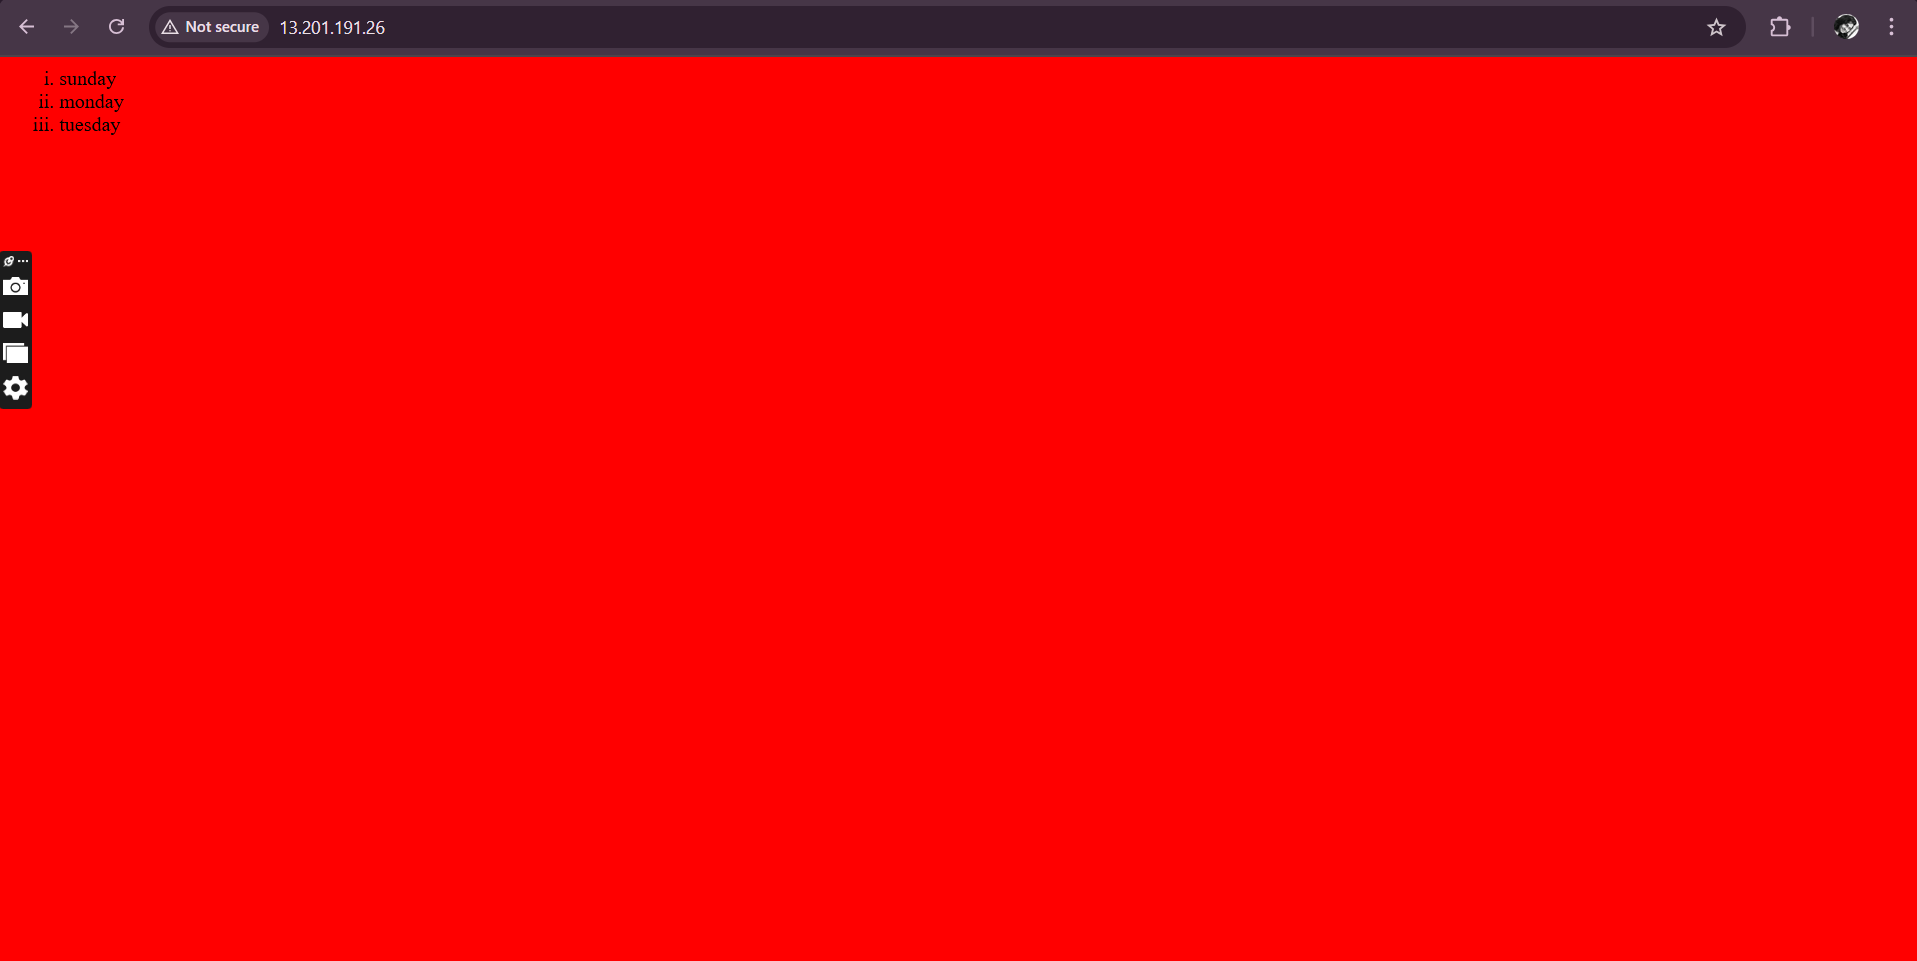 Not secure 13.201.191.26
i. sunday
ii. monday
iii. tuesday